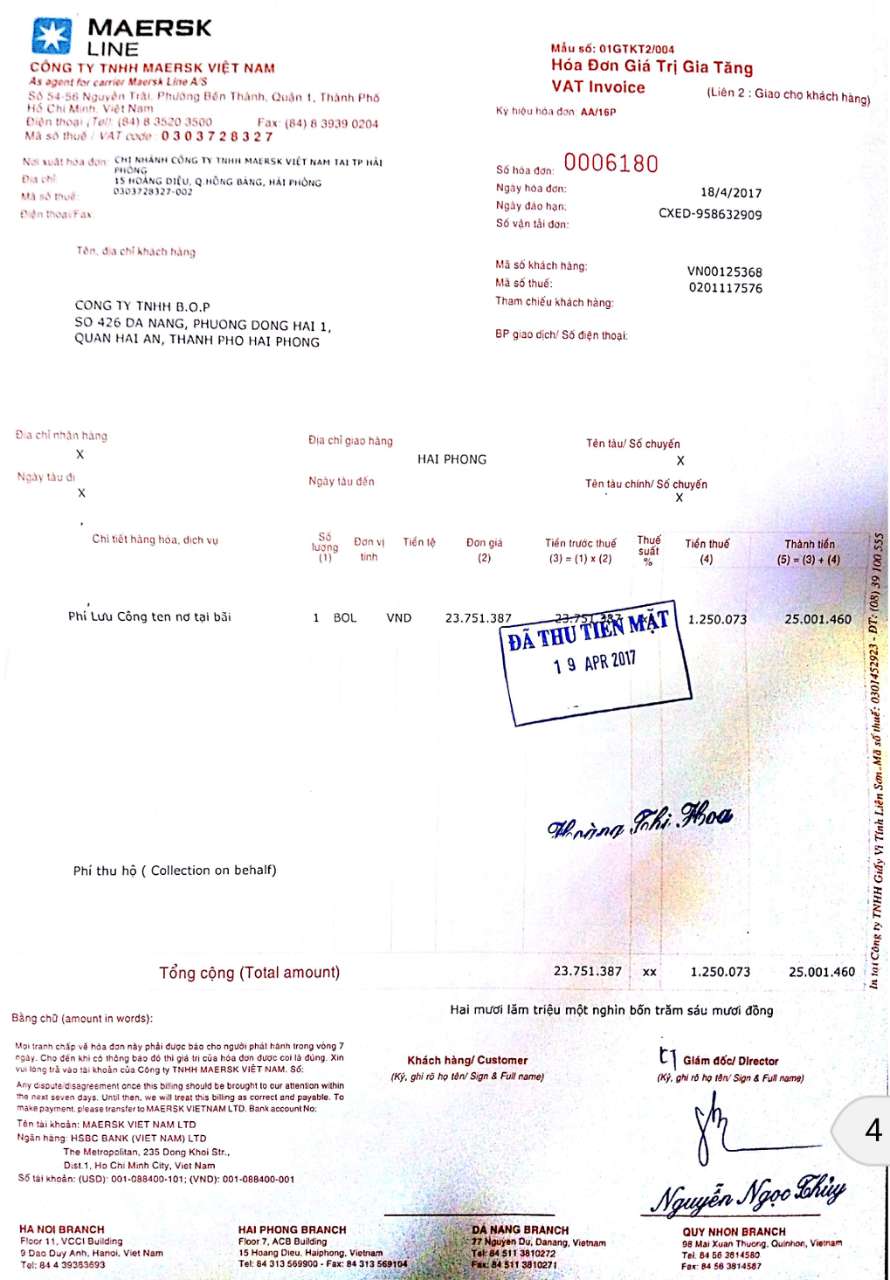 MAERSK
LINE
CÔNG TY TNHH MAERSK VIỆT NAM
As agent for carrier Maersk Line A/S
Số 54-56 Nguyễn Trãi, Phường Bến Thành, Quận 1, Thành Phố
Hồ Chí Minh, Việt Nam
Điện thoại /Tell: (84) 8 3520 3500 Fax: (84) 8 3939 0204
Mã số thuế / VAT code: 0303728327
Mẫu số: 01GTKT2/004
Hóa Đơn Giá Trị Gia Tăng
VAT Invoice (Liên 2 : Giao cho khách hàng)
Ký hiệu hóa đơn: AA/16P
Nơi xuất hóa đơn: CHI NHÁNH CÔNG TY TNHH MAERSK VIỆT NAM TẠI TP HẢI
PHÒNG
Địa chỉ: 15 HOÀNG DIỆU, Q.HỒNG BÀNG, HẢI PHÒNG
Mã số thuế: 0303728327-002
Điện thoại/Fax
Số hóa đơn: 0006180
Ngày hóa đơn: 18/4/2017
Ngày đáo hạn: CXED-958632909
Số vận tải đơn:
Tên, địa chỉ khách hàng
Mã số khách hàng: VN00125368
Mã số thuế: 0201117576
Tham chiếu khách hàng:
BP giao dịch/ Số điện thoại:
CONG TY TNHH B.O.P
SO 426 DA NANG, PHUONG DONG HAI 1,
QUAN HAI AN, THANH PHO HAI PHONG
Địa chỉ nhận hàng Địa chỉ giao hàng Tên tàu/ Số chuyến
X HAI PHONG X
Ngày tàu đi Ngày tàu đến Tên tàu chính/ Số chuyến
X X
Chi tiết hàng hóa, dịch vụ Số lượng (1) Đơn vị tính Tiền tệ Đơn giá (2) Tiền trước thuế (3) = (1) x (2) Thuế suất % Tiền thuế (4) Thành tiền (5) = (3) + (4)
Phí Lưu Công ten nơ tại bãi 1 BOL VND 23.751.387 23.751.387 1.250.073 25.001.460
ĐÃ THU TIỀN MẶT
19 APR 2017
Hoàng Thi Hoa
Phí thu hộ ( Collection on behalf)
Tổng cộng (Total amount) 23.751.387 xx 1.250.073 25.001.460
Bằng chữ (amount in words): Hai mươi lăm triệu một nghin bốn trăm sáu mươi đồng
Mọi tranh chấp về hóa đơn này phải được báo cho người phát hành trong vòng 7
ngày. Cho đến khi có thông báo đó thì giá trị của hóa đơn được coi là đúng. Xin
vui lòng trả vào tài khoản của Công ty TNHH MAERSK VIỆT NAM. Số:
Any dispute/disagreement once this billing should be brought to our attention within
the next seven days. Until then, we will treat this billing as correct and payable. To
make payment, please transfer to MAERSK VIETNAM LTD. Bank account No:
Tên tài khoản: MAERSK VIET NAM LTD
Ngân hàng: HSBC BANK (VIET NAM) LTD
The Metropolitan, 235 Dong Khoi Str.,
Dist.1, Ho Chi Minh City, Viet Nam
Số tài khoản: (USD): 001-088400-101; (VND): 001-088400-001
Khách hàng/ Customer
(Ký, ghi rõ họ tên/ Sign & Full name)
Giám đốc/ Director
(Ký, ghi rõ họ tên/ Sign & Full name)
4
Nguyễn Ngọc Thủy
HA NOI BRANCH
Floor 11, VCCI Building
9 Dao Duy Anh, Hanoi, Viet Nam
Tel: 84 4 39363693
HAI PHONG BRANCH
Floor 7, ACB Building
15 Hoang Dieu, Haiphong, Vietnam
Tel: 84 313 569900 - Fax: 84 313 569104
DA NANG BRANCH
77 Nguyen Du, Danang, Vietnam
Tel: 84 511 3810272
Fax: 84 511 3810271
QUY NHON BRANCH
98 Mai Xuan Thuong, Quinhon, Vietnam
Tel: 84 56 3814580
Fax: 84 56 3814587
In tại Công ty TNHH Giấy Vi Tính Liên Sơn..Mã số thuế: 0301452923 - ĐT: (08) 39 100 555